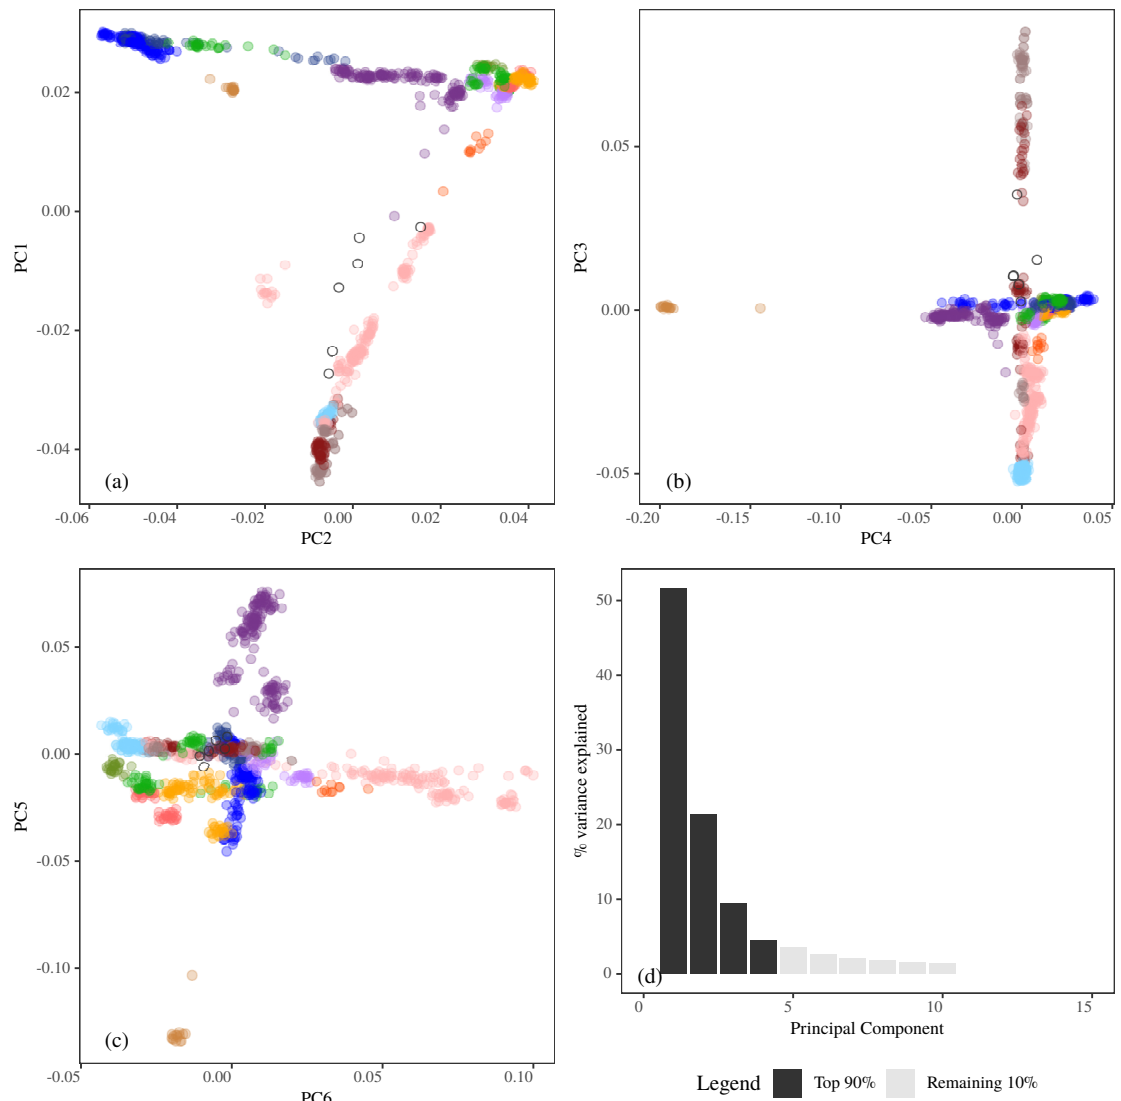 0.02
0.00
-0.02
-0.04
PC1
(a)
-0.06
-0.04
-0.02
0.00
0.02
0.04
PC2
0.05
0.00
-0.05
PC3
(b)
-0.20
-0.15
-0.10
-0.05
0.00
0.05
PC4
0.05
0.00
-0.05
-0.10
PC5
(c)
-0.05
0.00
0.05
0.10
PC6
50
40
30
20
10
0
% variance explained
(d)
0
5
10
15
Principal Component
Legend
Top 90%
Remaining 10%